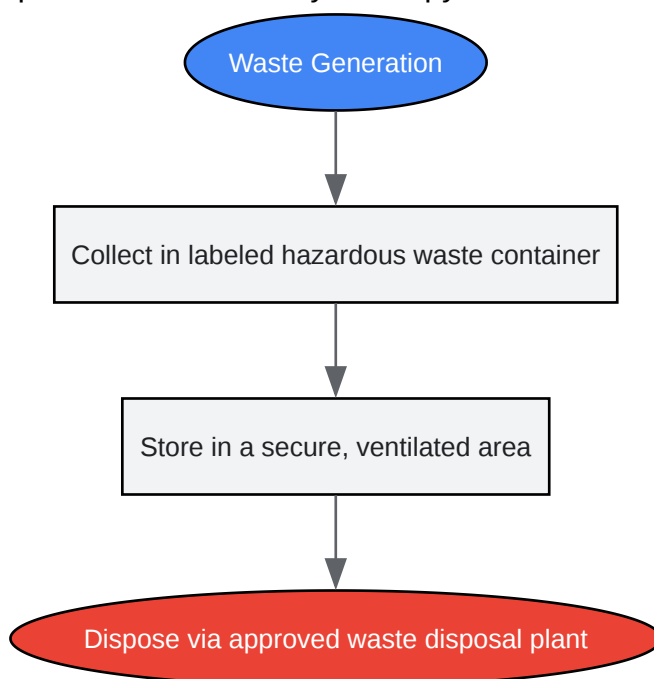 Waste Generation
Collect in labeled hazardous waste container
Store in a secure, ventilated area
Dispose via approved waste disposal plant